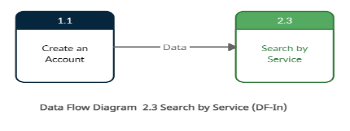 1.1
Create an
Account
Data
2.3
Search by
Service
Data Flow Diagram 2.3 Search by Service (DF-In)